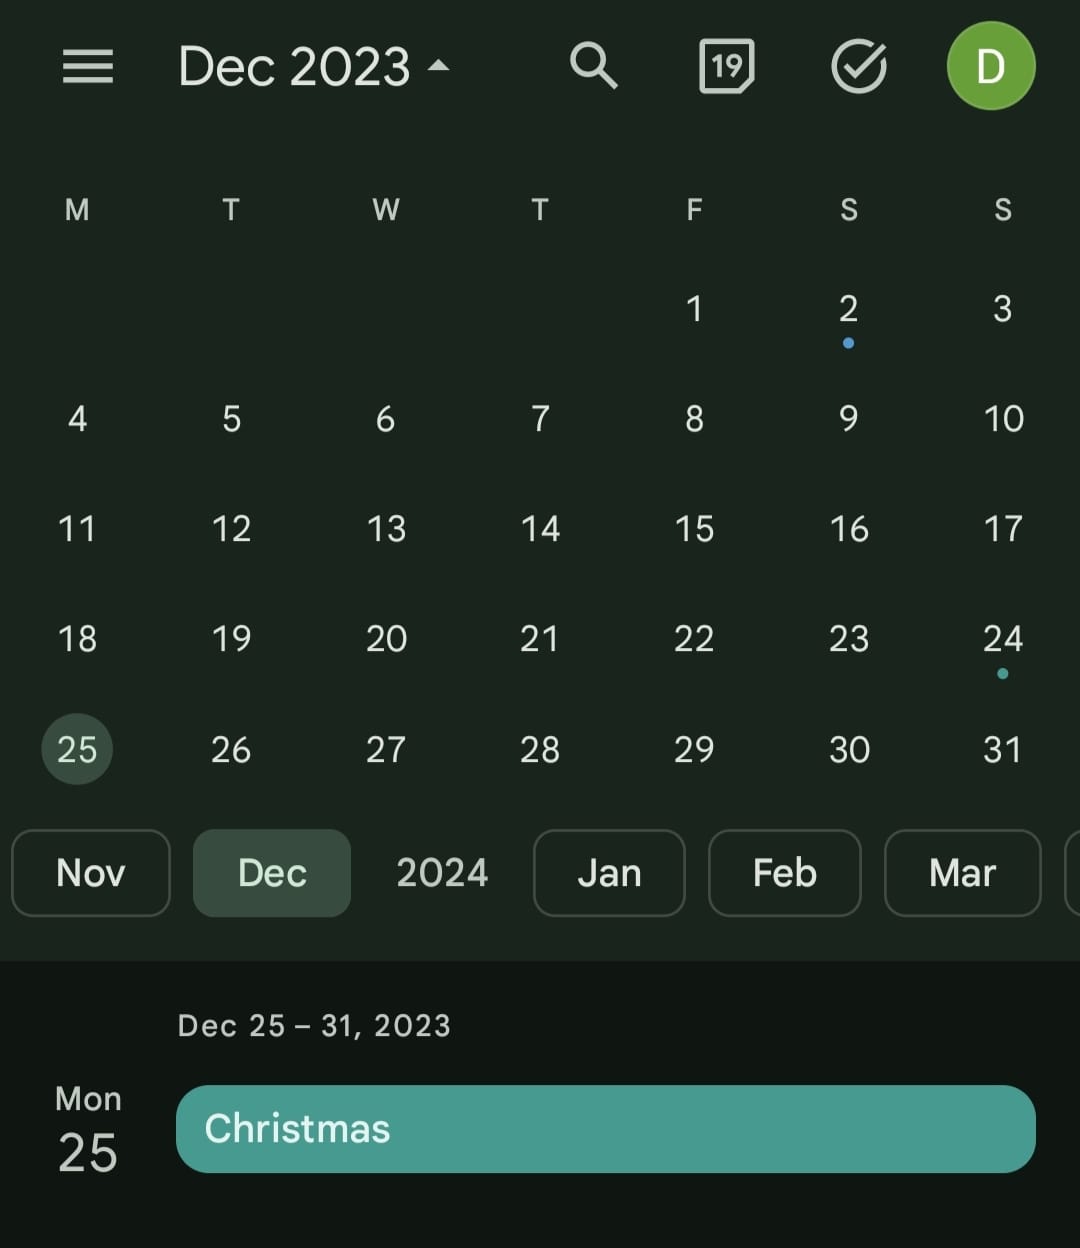 Dec 2023 19 D
M T W T F S S
1 2 3
4 5 6 7 8 9 10
11 12 13 14 15 16 17
18 19 20 21 22 23 24
25 26 27 28 29 30 31
Nov Dec 2024 Jan Feb Mar
Dec 25 – 31, 2023
Mon
25
Christmas